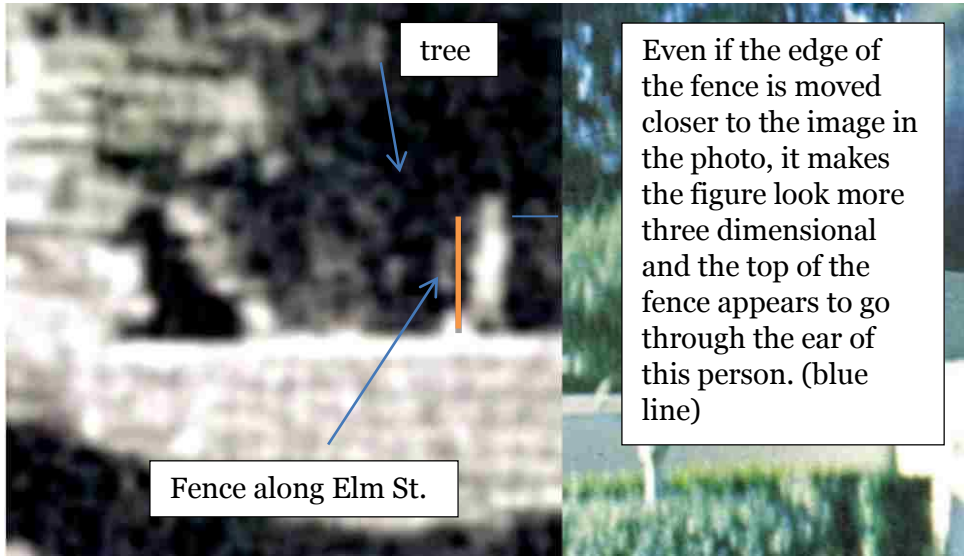 tree
Even if the edge of
the fence is moved
closer to the image in
the photo, it makes
the figure look more
three dimensional
and the top of the
fence appears to go
through the ear of
this person. (blue
line)
Fence along Elm St.